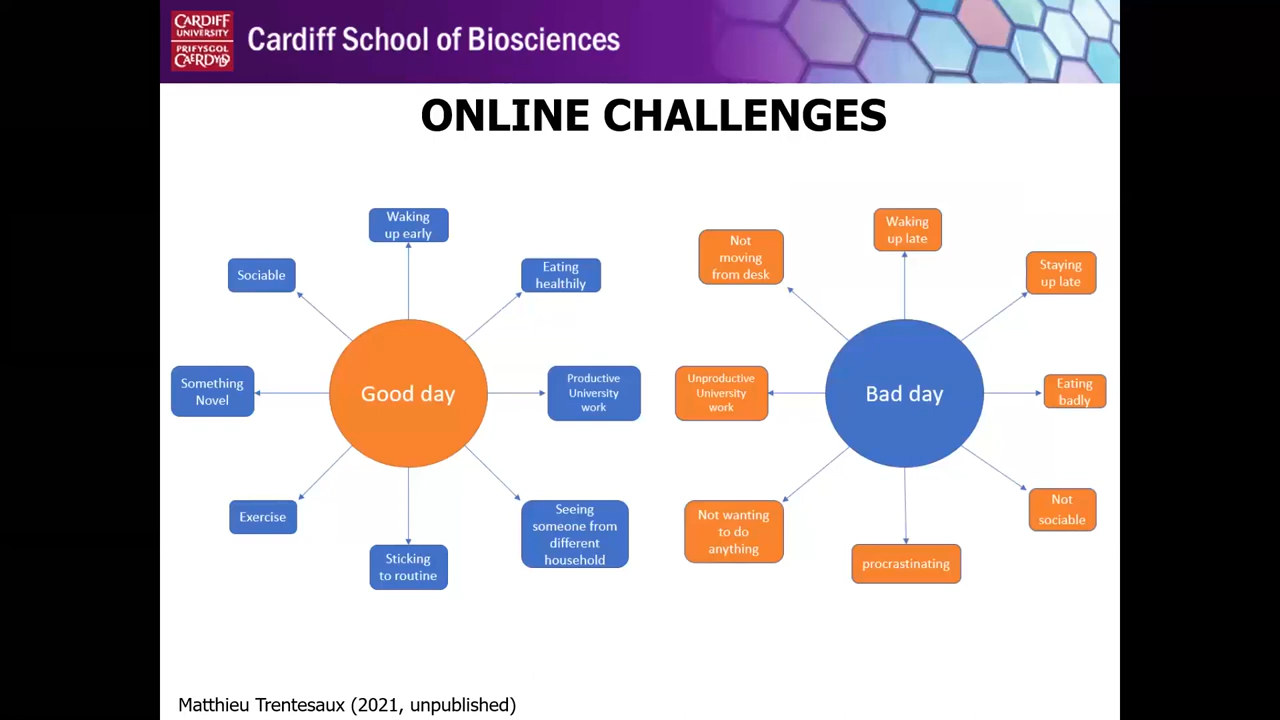 CARDIFF
UNIVERSITY
PRIFYSGOL
CAERDYDD
Cardiff School of Biosciences
ONLINE CHALLENGES
Waking
up early
Sociable
Eating
healthily
Something
Novel
Good day
Productive
University
work
Exercise
Sticking
to routine
Seeing
someone from
different
household
Waking
up late
Not
moving
from desk
Staying
up late
Unproductive
University
work
Bad day
Eating
badly
Not wanting
to do
anything
procrastinating
Not
sociable
Matthieu Trentesaux (2021, unpublished)